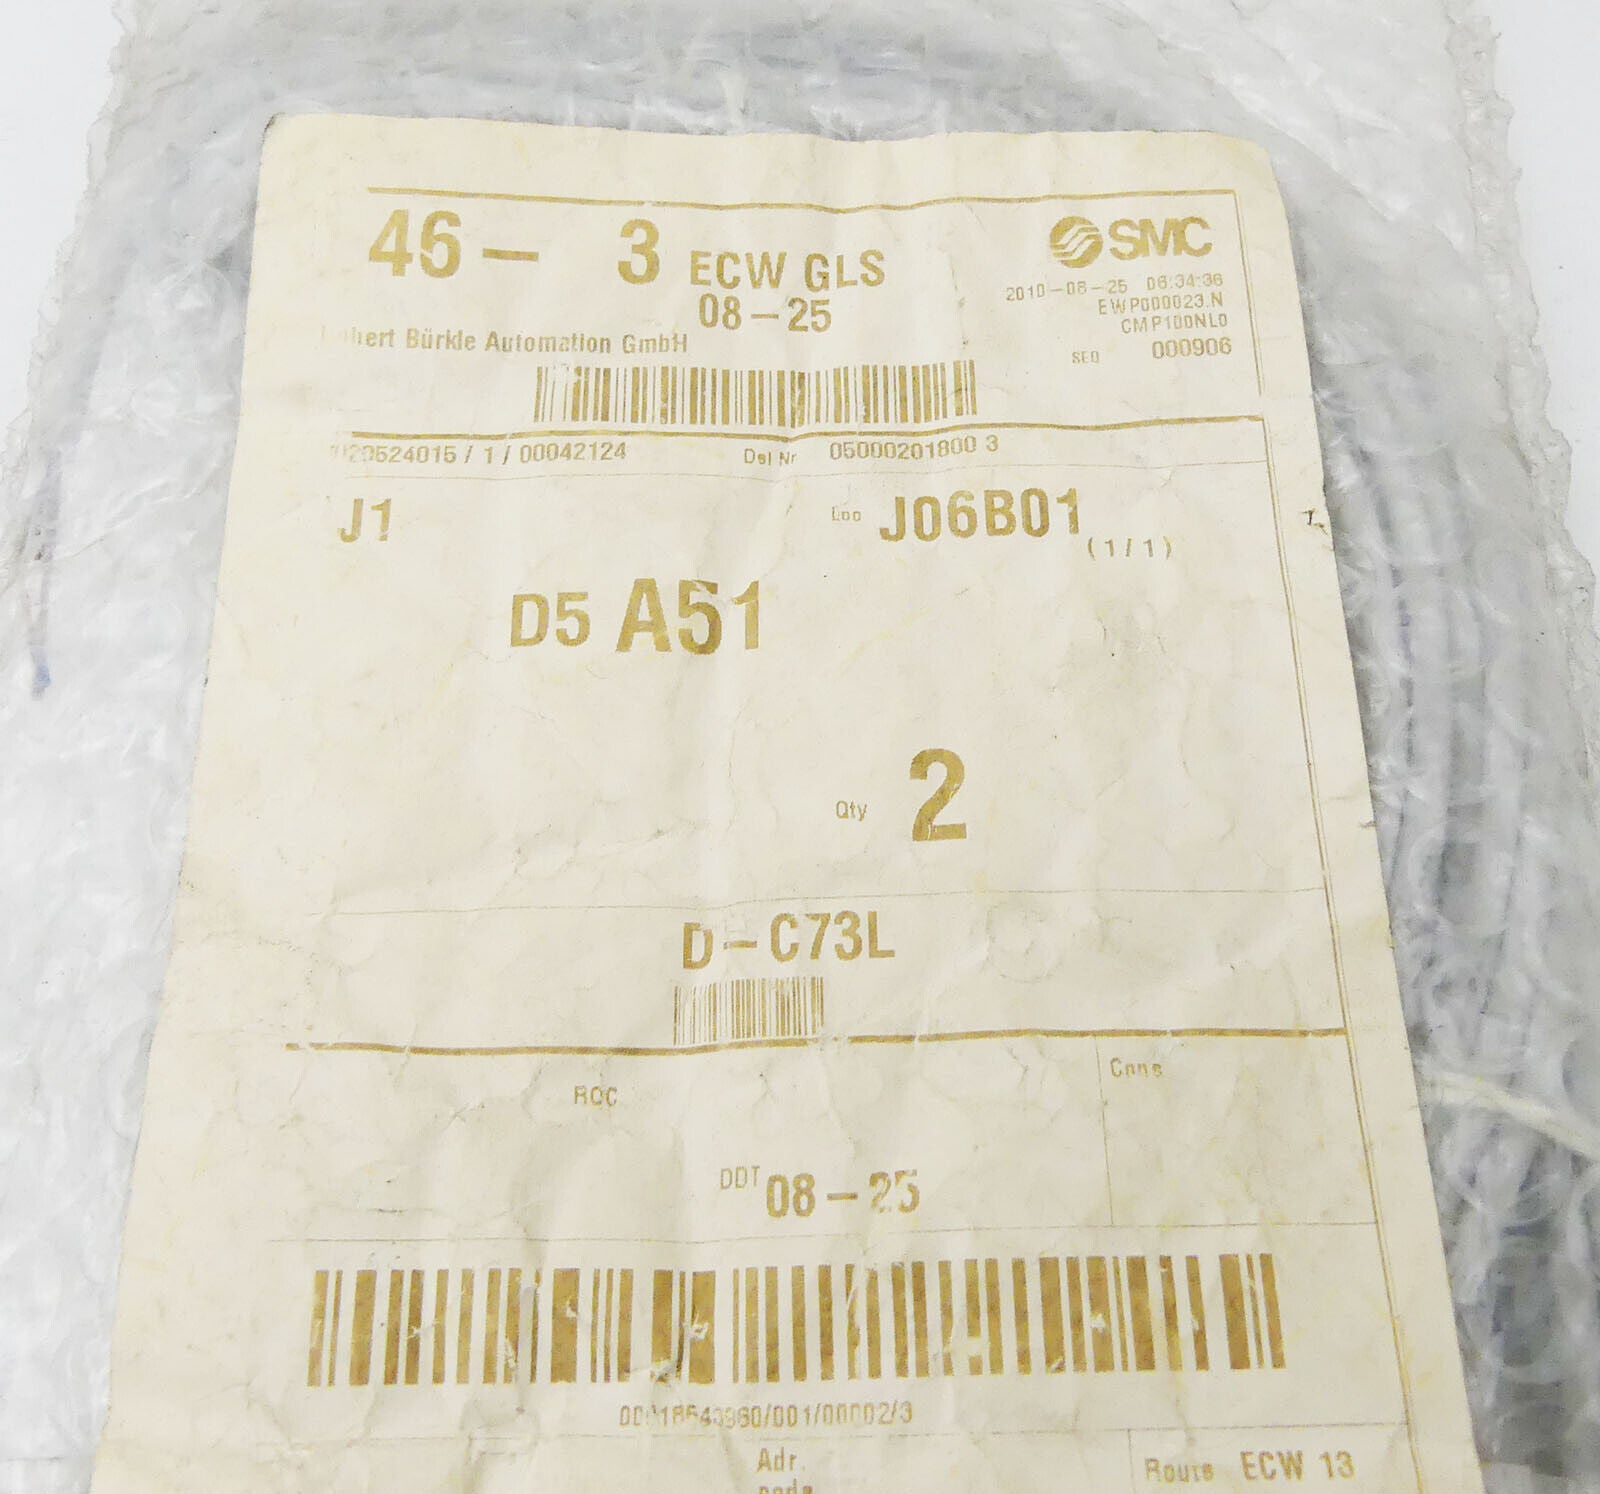 46 - 3 ECW GLS
08-25
SMC
2010-08-25 06:34:36
EWP000023.N
CMP100NL0
SEQ 000906
Bürkle Automation GmbH
/ 1 / 00042124 Del Nr 05000201800 3
J1 Loc J06B01 (1/1)
D5 A51
Qty 2
D-C73L
ROC
DDT 08-25
Adr.
Route ECW 13